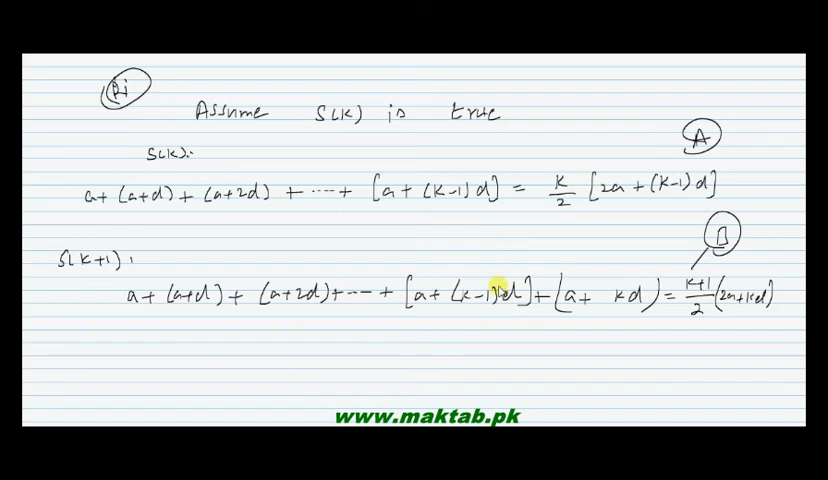 Assume S(K) is true
S(K):
A
a + (a+d) + (a+2d) + ---- + [a + (K-1)d] = K/2 [2a + (K-1)d]
B
S(K+1):
a + (a+d) + (a+2d) + --- + [a + (K-1)d] + (a + kd) = K+1/2 (2a+kd)
www.maktab.pk